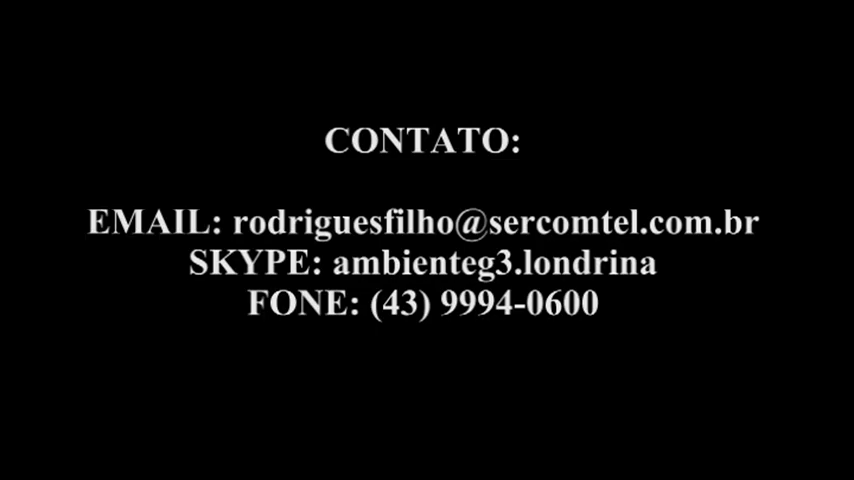 CONTATO:
EMAIL: rodriguesfilho@sercomtel.com.br
SKYPE: ambienteg3.londrina
FONE: (43) 9994-0600